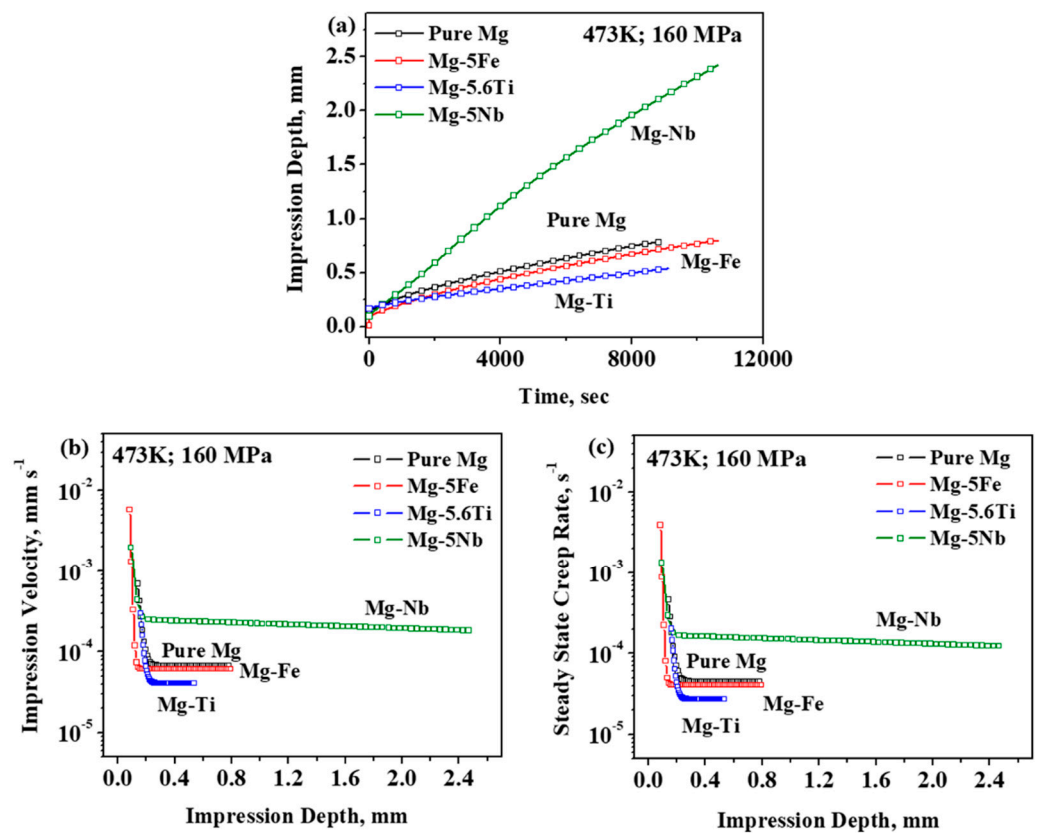 (a)
473K; 160 MPa
Pure Mg
Mg-5Fe
Mg-5.6Ti
Mg-5Nb
Mg-Nb
Pure Mg
Mg-Fe
Mg-Ti
Impression Depth, mm
2.5
2.0
1.5
1.0
0.5
0.0
0
4000
8000
12000
Time, sec
(b)
473K; 160 MPa
Pure Mg
Mg-5Fe
Mg-5.6Ti
Mg-5Nb
Mg-Nb
Pure Mg
Mg-Fe
Mg-Ti
Impression Velocity, mm s⁻¹
10⁻²
10⁻³
10⁻⁴
10⁻⁵
0.0
0.4
0.8
1.2
1.6
2.0
2.4
Impression Depth, mm
(c)
473K; 160 MPa
Pure Mg
Mg-5Fe
Mg-5.6Ti
Mg-5Nb
Mg-Nb
Pure Mg
Mg-Fe
Mg-Ti
Steady State Creep Rate, s⁻¹
10⁻²
10⁻³
10⁻⁴
10⁻⁵
0.0
0.4
0.8
1.2
1.6
2.0
2.4
Impression Depth, mm